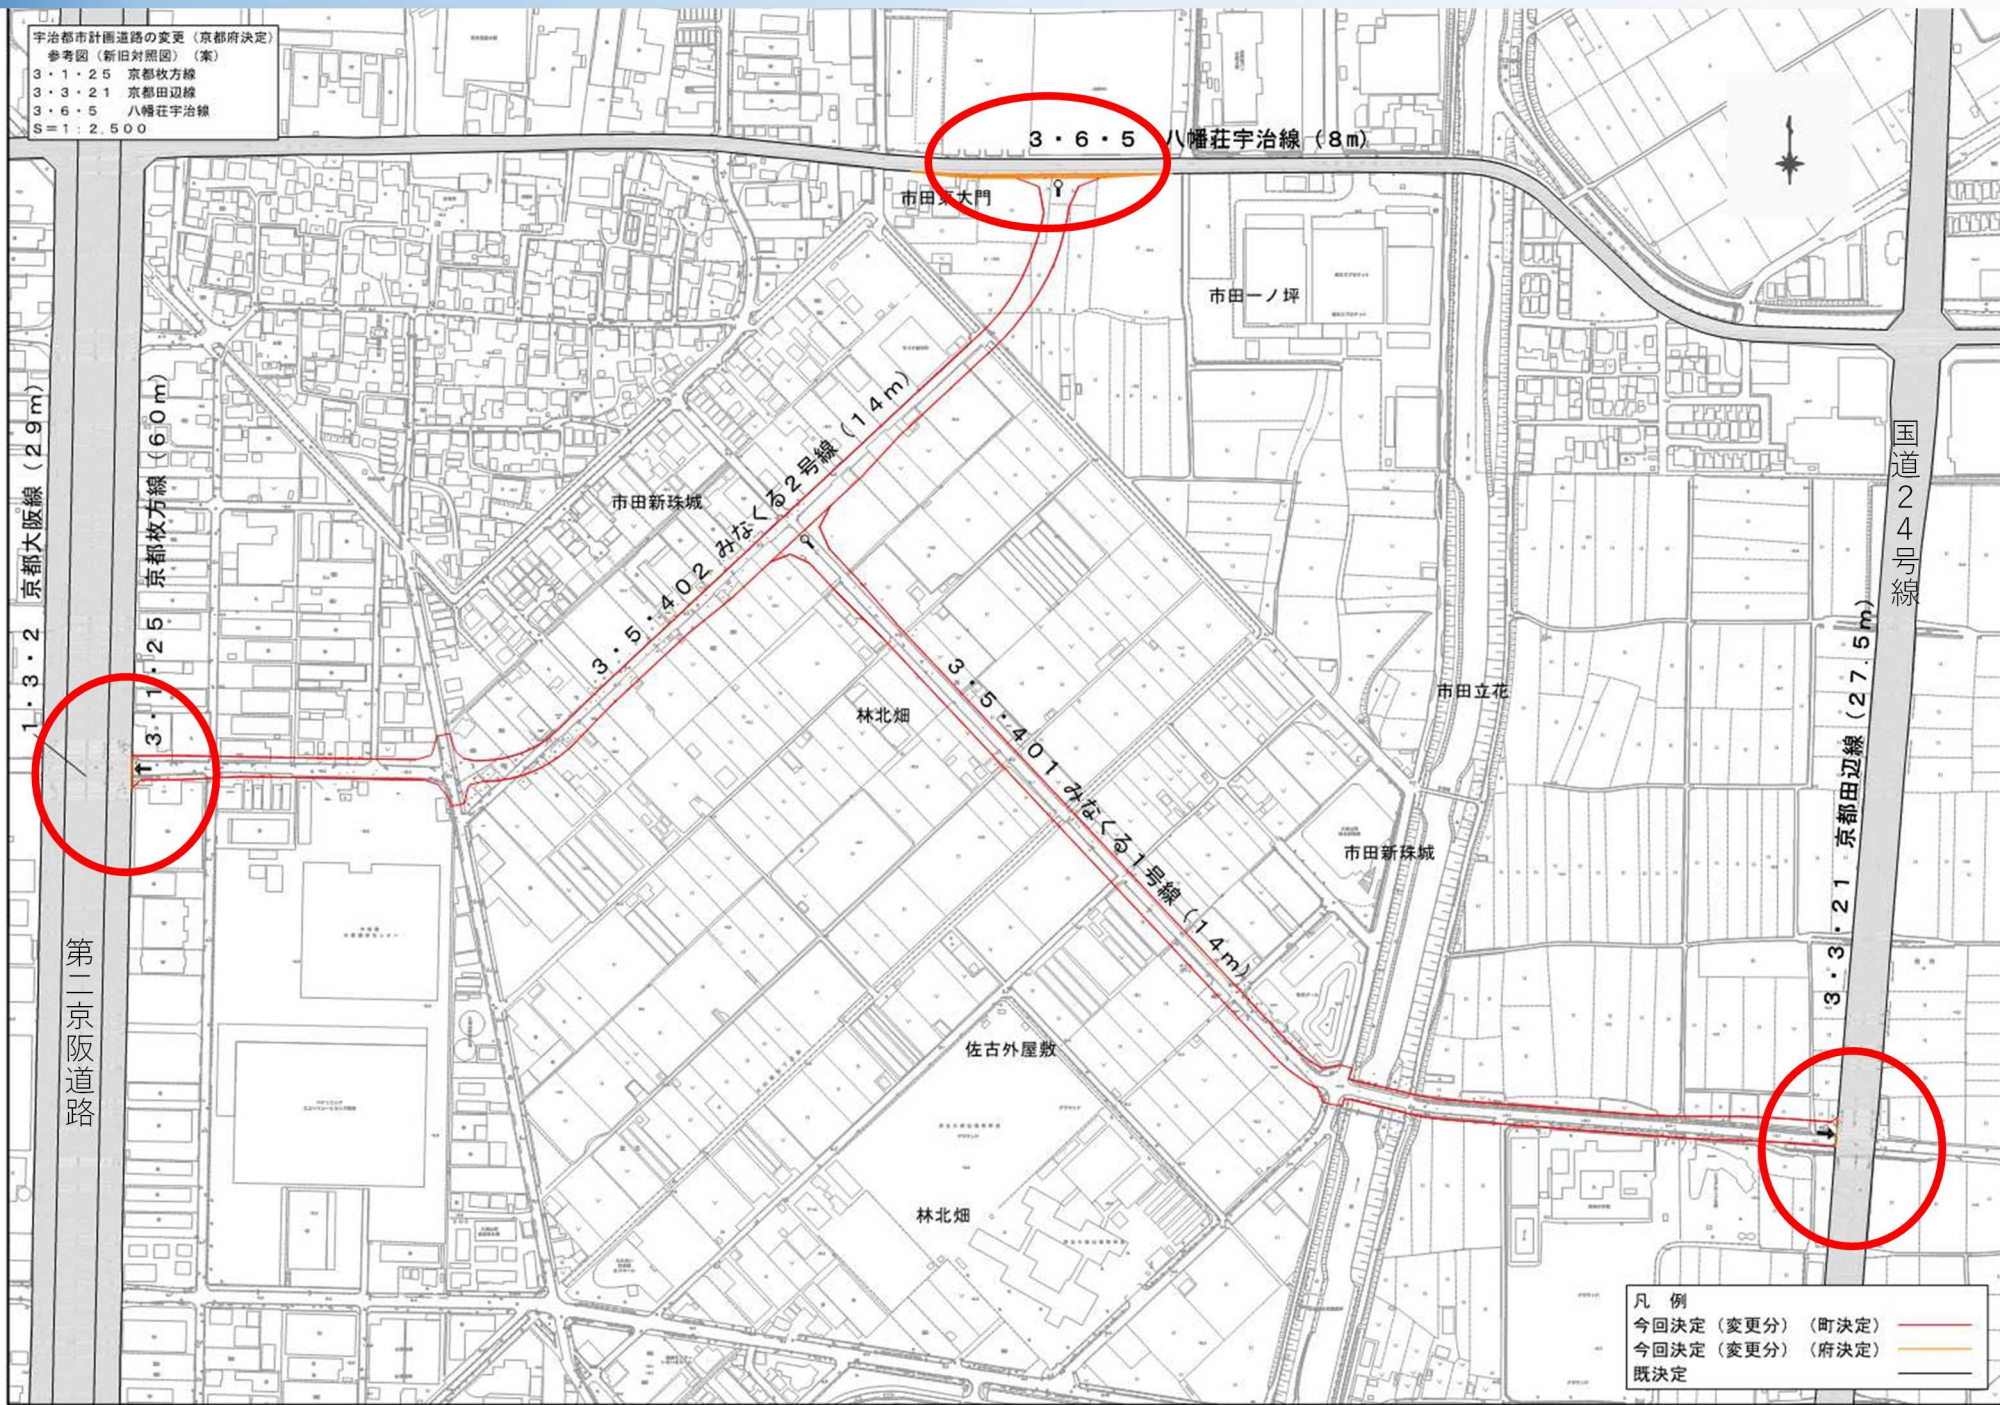 宇治都市計画道路の変更（京都府決定）
参考図（新旧対照図）（案）
3・1・25 京都枚方線
3・3・21 京都田辺線
3・6・5 八幡荘宇治線
S=1:2,500
3・6・5 八幡荘宇治線（8m）
市田東大門
市田一ノ坪
1・3・2 京都大阪線（29m）
3・1・25 京都枚方線（60m）
市田新珠城
3・5・402 みなくる2号線（14m）
国道24号線
林北畑
3・5・401 みなくる1号線（14m）
市田立花
市田新珠城
3・3・21 京都田辺線（27.5m）
第二京阪道路
佐古外屋敷
林北畑
凡 例
今回決定（変更分）（町決定）
今回決定（変更分）（府決定）
既決定